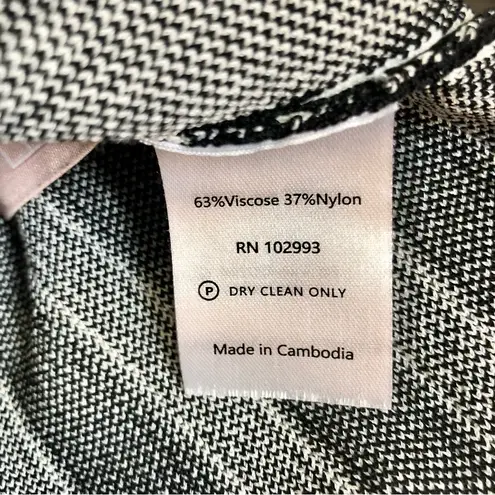 63%Viscose 37%Nylon
RN 102993
Ⓟ DRY CLEAN ONLY
Made in Cambodia